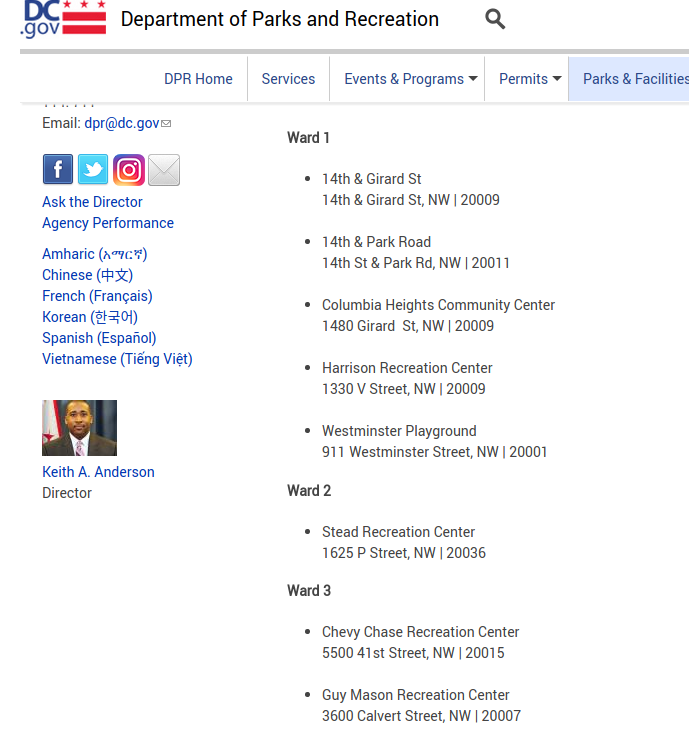 DC
.gov
Department of Parks and Recreation
DPR Home
Services
Events & Programs
Permits
Parks & Facilities
Email: dpr@dc.gov
Ask the Director
Agency Performance
Amharic (አማርኛ)
Chinese (中文)
French (Français)
Korean (한국어)
Spanish (Español)
Vietnamese (Tiếng Việt)
Keith A. Anderson
Director
Ward 1
14th & Girard St
14th & Girard St, NW | 20009
14th & Park Road
14th St & Park Rd, NW | 20011
Columbia Heights Community Center
1480 Girard  St, NW | 20009
Harrison Recreation Center
1330 V Street, NW | 20009
Westminster Playground
911 Westminster Street, NW | 20001
Ward 2
Stead Recreation Center
1625 P Street, NW | 20036
Ward 3
Chevy Chase Recreation Center
5500 41st Street, NW | 20015
Guy Mason Recreation Center
3600 Calvert Street, NW | 20007